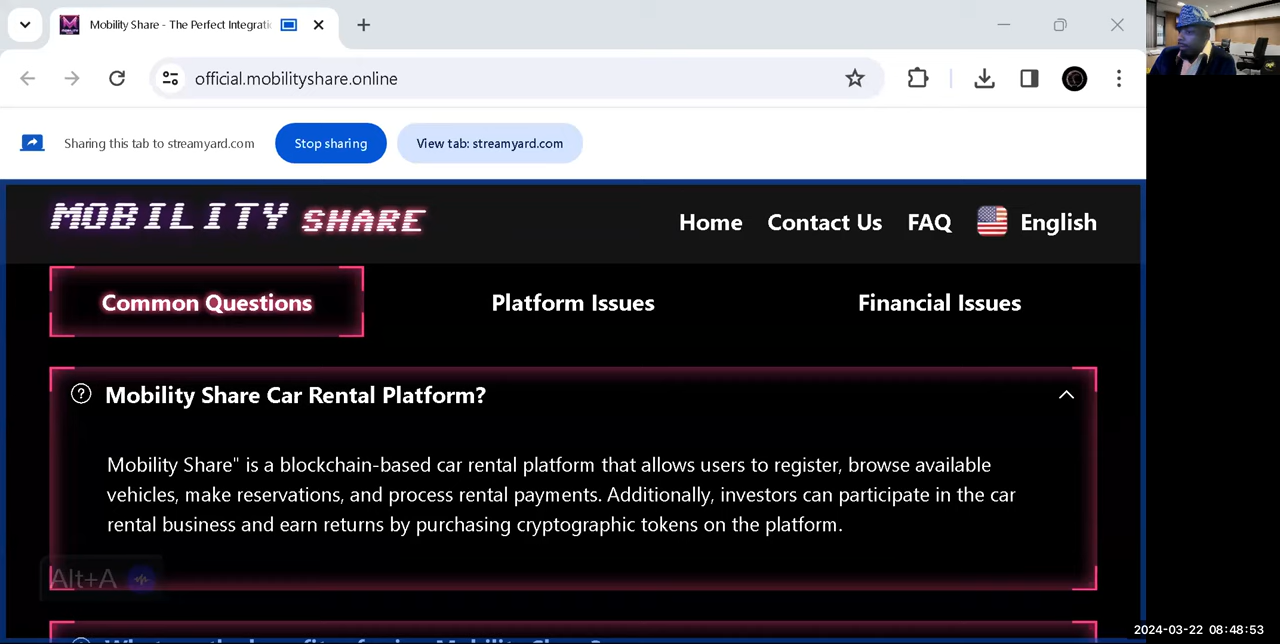 Mobility Share - The Perfect Integrati
official.mobilityshare.online
Sharing this tab to streamyard.com
Stop sharing
View tab: streamyard.com
MOBILITY SHARE
Home
Contact Us
FAQ
English
Common Questions
Platform Issues
Financial Issues
Mobility Share Car Rental Platform?
Mobility Share" is a blockchain-based car rental platform that allows users to register, browse available
vehicles, make reservations, and process rental payments. Additionally, investors can participate in the car
rental business and earn returns by purchasing cryptographic tokens on the platform.
Alt+A
2024-03-22 08:48:53